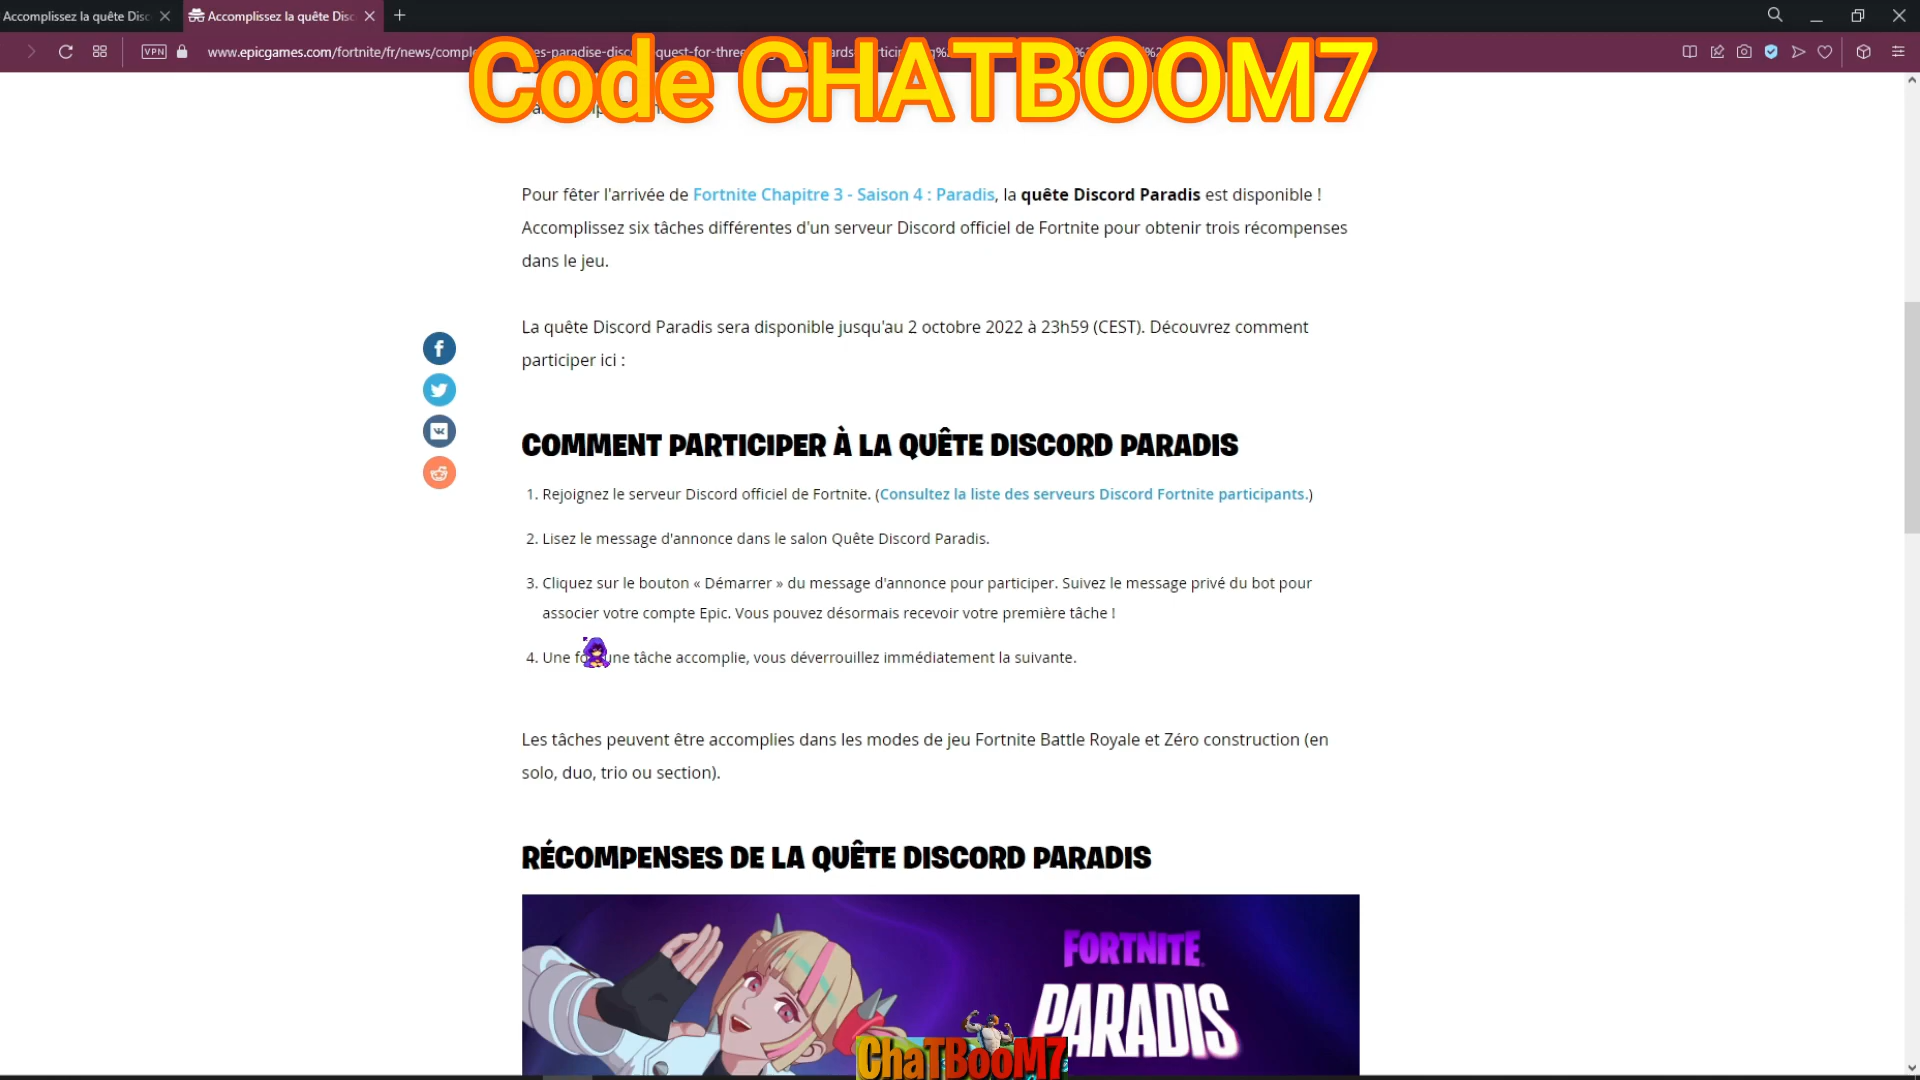 Accomplissez la quête Disc
Accomplissez la quête Disc
VPN
www.epicgames.com/fortnite/fr/news/comple
es-paradise-disc
quest-for-three
Code CHATBOOM7
Pour fêter l'arrivée de Fortnite Chapitre 3 - Saison 4 : Paradis, la quête Discord Paradis est disponible !
Accomplissez six tâches différentes d'un serveur Discord officiel de Fortnite pour obtenir trois récompenses
dans le jeu.
La quête Discord Paradis sera disponible jusqu'au 2 octobre 2022 à 23h59 (CEST). Découvrez comment
participer ici :
COMMENT PARTICIPER À LA QUÊTE DISCORD PARADIS
1. Rejoignez le serveur Discord officiel de Fortnite. (Consultez la liste des serveurs Discord Fortnite participants.)
2. Lisez le message d'annonce dans le salon Quête Discord Paradis.
3. Cliquez sur le bouton « Démarrer » du message d'annonce pour participer. Suivez le message privé du bot pour
associer votre compte Epic. Vous pouvez désormais recevoir votre première tâche !
4. Une fo une tâche accomplie, vous déverrouillez immédiatement la suivante.
Les tâches peuvent être accomplies dans les modes de jeu Fortnite Battle Royale et Zéro construction (en
solo, duo, trio ou section).
RÉCOMPENSES DE LA QUÊTE DISCORD PARADIS
FORTNITE
PARADIS
ChaTBooM7